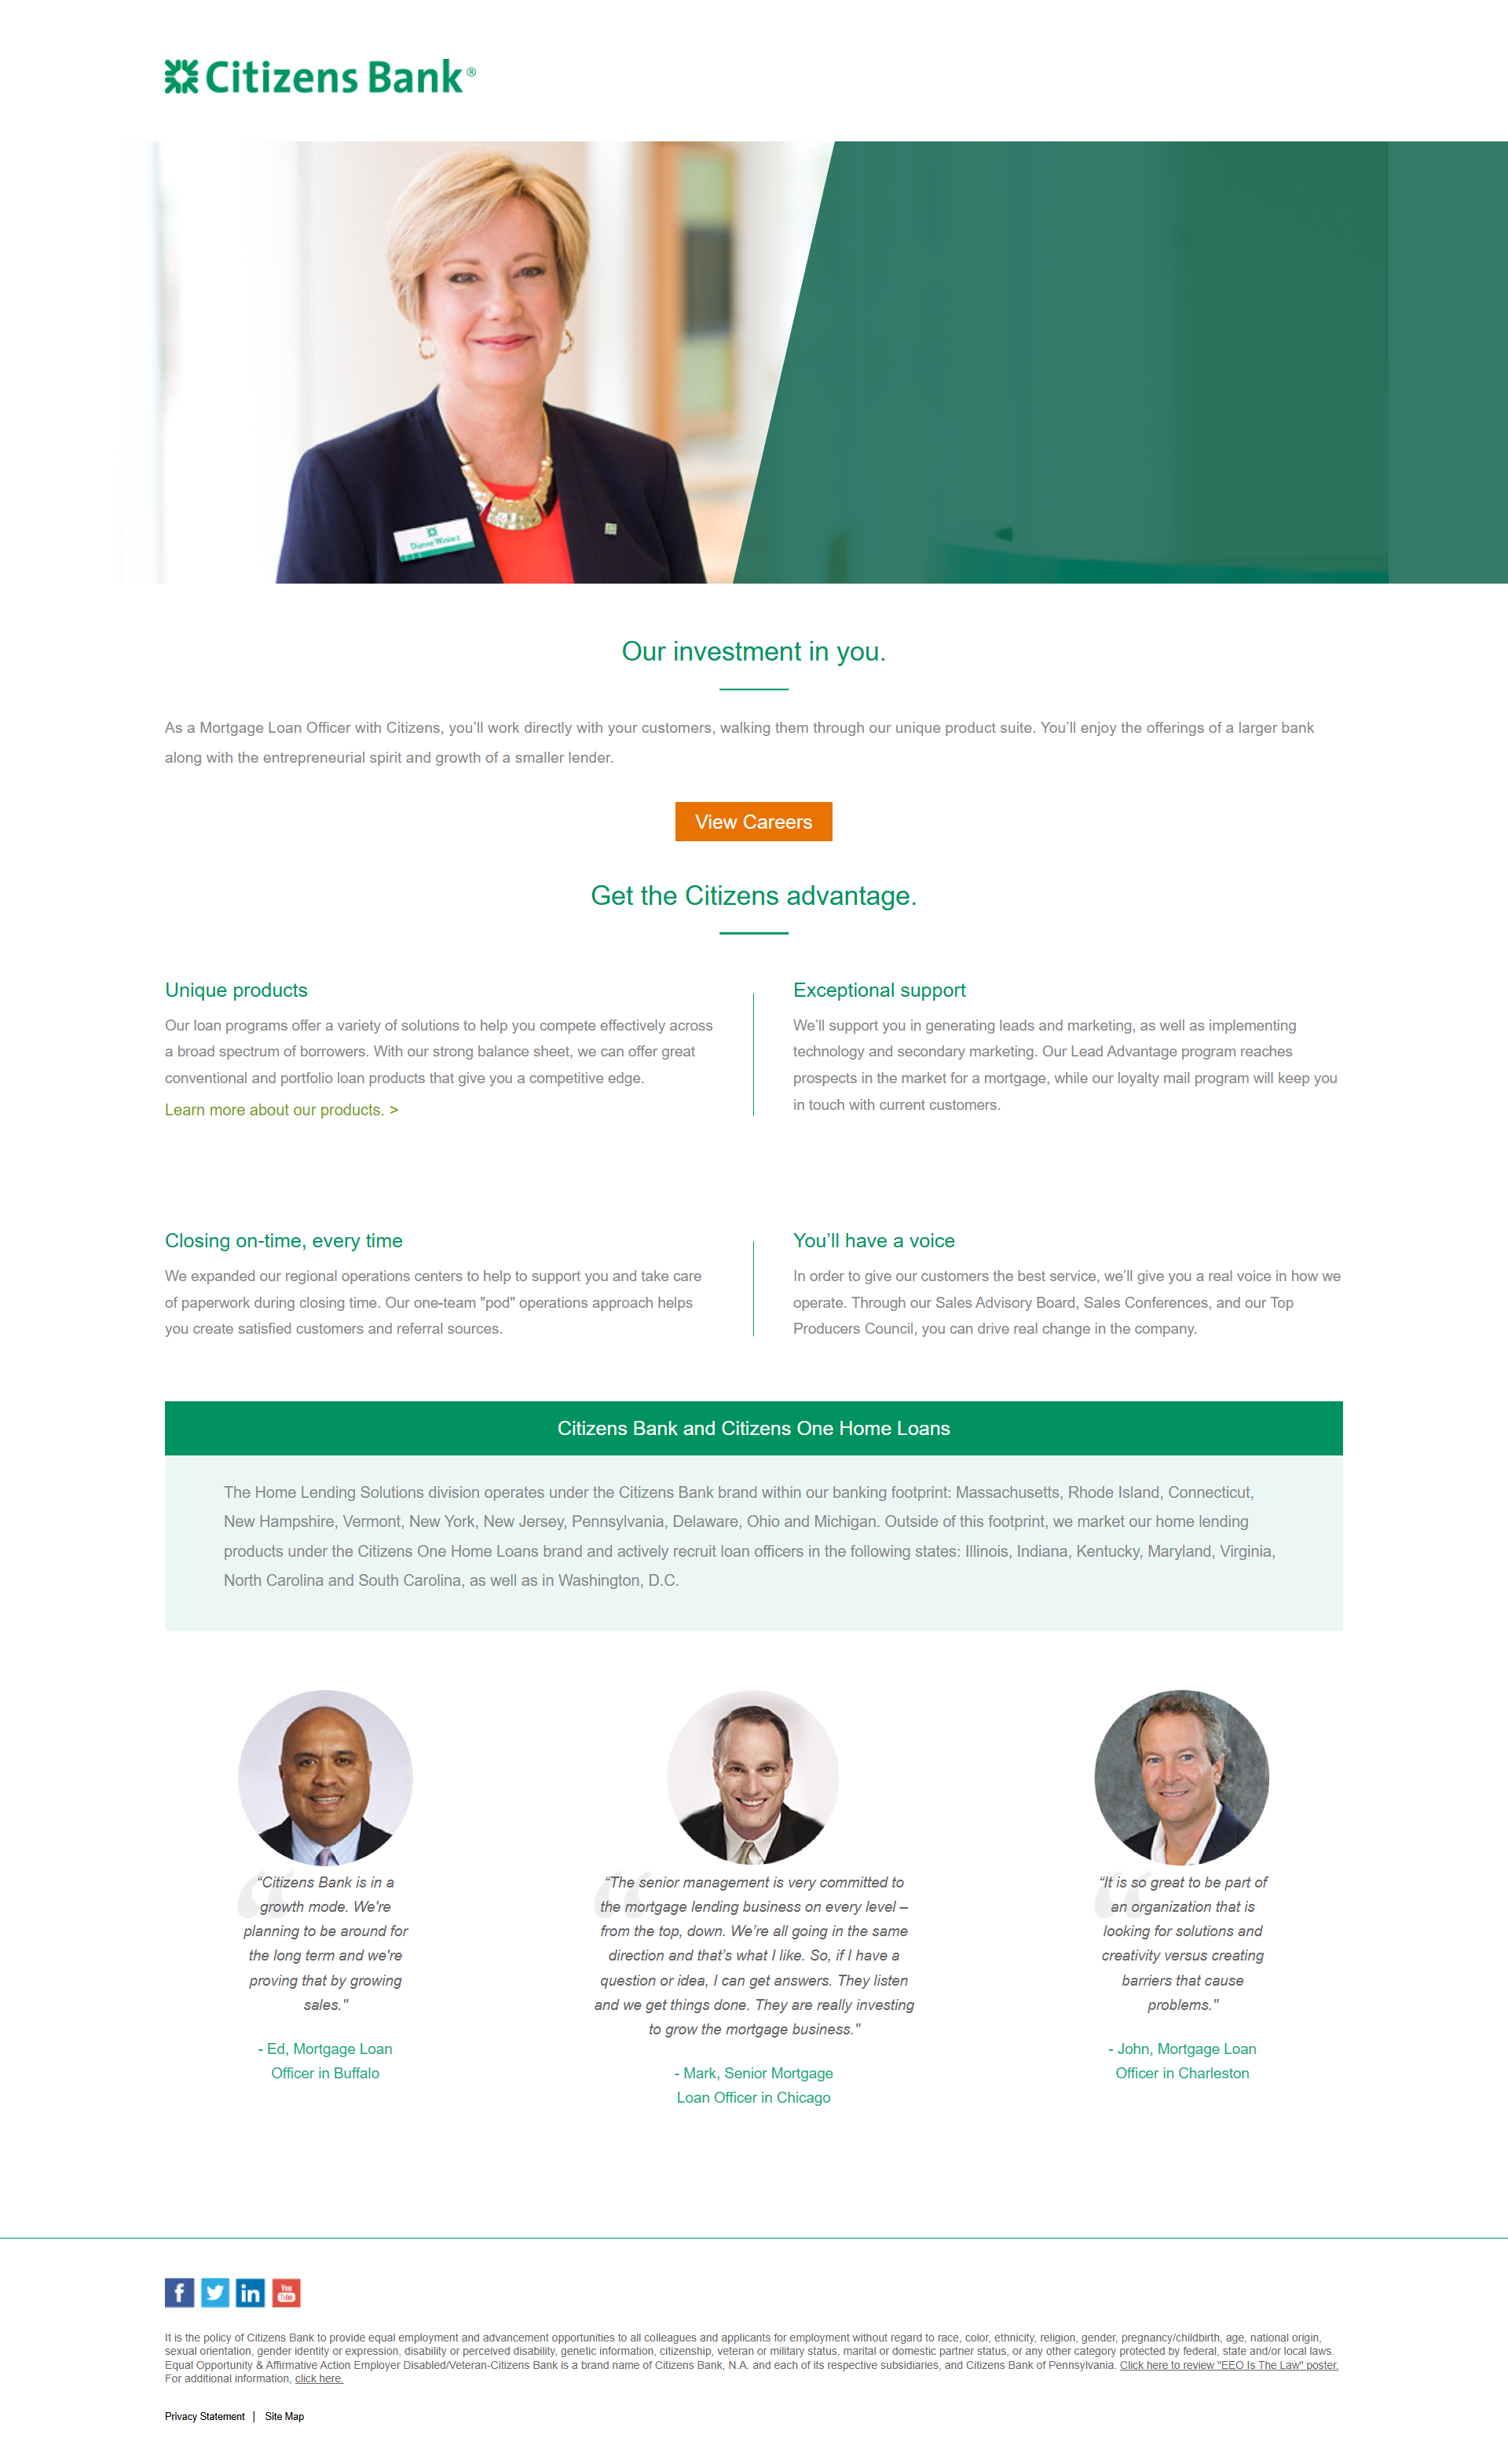 Citizens Bank®
Dianne Winiarz
Our investment in you.
As a Mortgage Loan Officer with Citizens, you’ll work directly with your customers, walking them through our unique product suite. You’ll enjoy the offerings of a larger bank
along with the entrepreneurial spirit and growth of a smaller lender.
View Careers
Get the Citizens advantage.
Unique products
Our loan programs offer a variety of solutions to help you compete effectively across
a broad spectrum of borrowers. With our strong balance sheet, we can offer great
conventional and portfolio loan products that give you a competitive edge.
Learn more about our products. >
Exceptional support
We’ll support you in generating leads and marketing, as well as implementing
technology and secondary marketing. Our Lead Advantage program reaches
prospects in the market for a mortgage, while our loyalty mail program will keep you
in touch with current customers.
Closing on-time, every time
We expanded our regional operations centers to help to support you and take care
of paperwork during closing time. Our one-team "pod" operations approach helps
you create satisfied customers and referral sources.
You’ll have a voice
In order to give our customers the best service, we’ll give you a real voice in how we
operate. Through our Sales Advisory Board, Sales Conferences, and our Top
Producers Council, you can drive real change in the company.
Citizens Bank and Citizens One Home Loans
The Home Lending Solutions division operates under the Citizens Bank brand within our banking footprint: Massachusetts, Rhode Island, Connecticut,
New Hampshire, Vermont, New York, New Jersey, Pennsylvania, Delaware, Ohio and Michigan. Outside of this footprint, we market our home lending
products under the Citizens One Home Loans brand and actively recruit loan officers in the following states: Illinois, Indiana, Kentucky, Maryland, Virginia,
North Carolina and South Carolina, as well as in Washington, D.C.
“Citizens Bank is in a
growth mode. We're
planning to be around for
the long term and we're
proving that by growing
sales."
- Ed, Mortgage Loan
Officer in Buffalo
“The senior management is very committed to
the mortgage lending business on every level –
from the top, down. We’re all going in the same
direction and that’s what I like. So, if I have a
question or idea, I can get answers. They listen
and we get things done. They are really investing
to grow the mortgage business."
- Mark, Senior Mortgage
Loan Officer in Chicago
“It is so great to be part of
an organization that is
looking for solutions and
creativity versus creating
barriers that cause
problems."
- John, Mortgage Loan
Officer in Charleston
f
in
You Tube
It is the policy of Citizens Bank to provide equal employment and advancement opportunities to all colleagues and applicants for employment without regard to race, color, ethnicity, religion, gender, pregnancy/childbirth, age, national origin,
sexual orientation, gender identity or expression, disability or perceived disability, genetic information, citizenship, veteran or military status, marital or domestic partner status, or any other category protected by federal, state and/or local laws.
Equal Opportunity & Affirmative Action Employer Disabled/Veteran-Citizens Bank is a brand name of Citizens Bank, N.A. and each of its respective subsidiaries, and Citizens Bank of Pennsylvania. Click here to review "EEO Is The Law" poster.
For additional information, click here.
Privacy Statement | Site Map